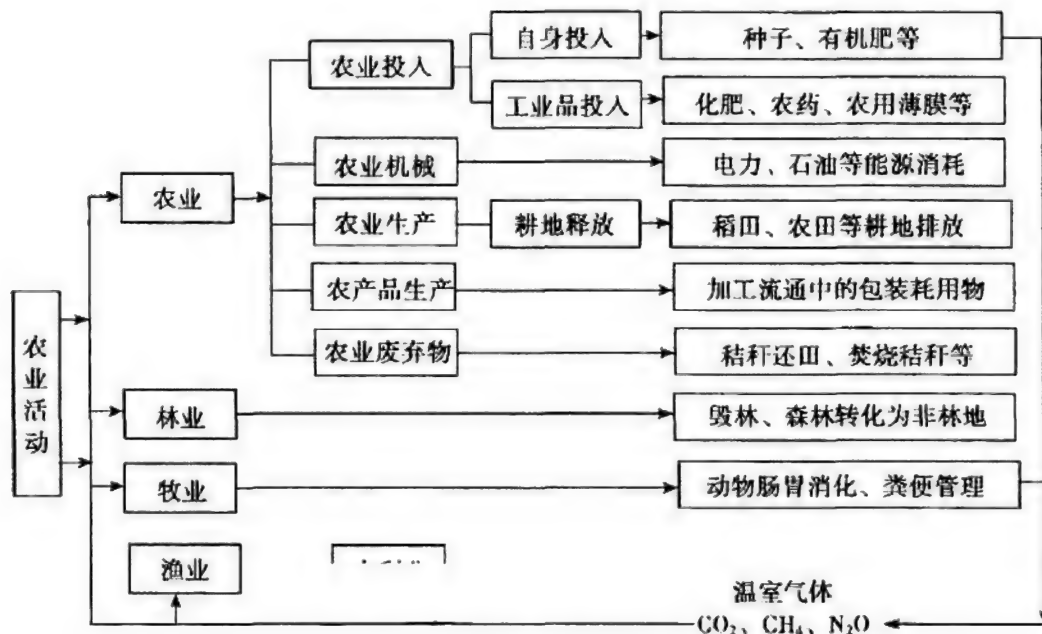 自身投入
种子、有机肥等
农业投入
工业品投入
化肥、农药、农用薄膜等
农业机械
电力、石油等能源消耗
农业
农业生产
耕地释放
稻田、农田等耕地排放
农产品生产
加工流通中的包装耗用物
农业废弃物
秸秆还田、焚烧秸秆等
农业活动
林业
毁林、森林转化为非林地
牧业
动物肠胃消化、粪便管理
渔业
温室气体
CO₂、CH₄、N₂O